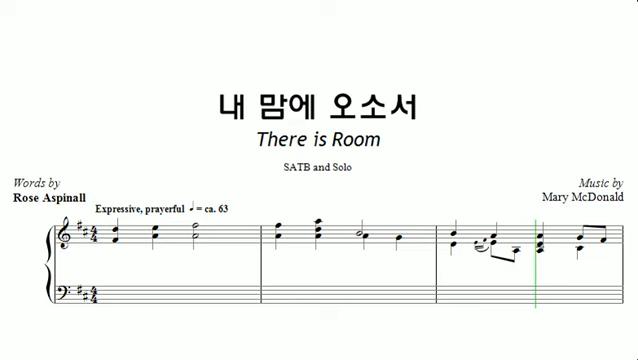 내 맘에 오소서
There is Room
SATB and Solo
Words by
Rose Aspinall
Music by
Mary McDonald
Expressive, prayerful ♩ = ca. 63